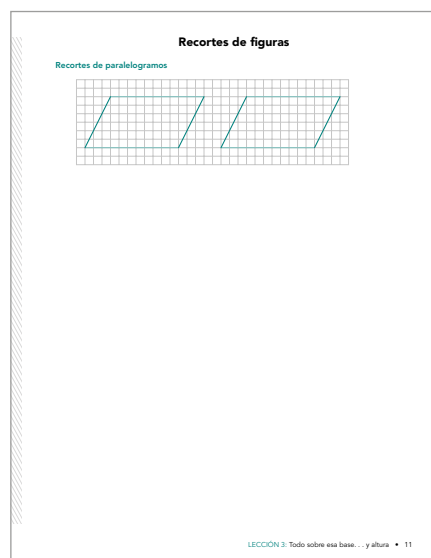 Recortes de figuras
Recortes de paralelogramos
LECCIÓN 3: Todo sobre esa base. . . y altura • 11